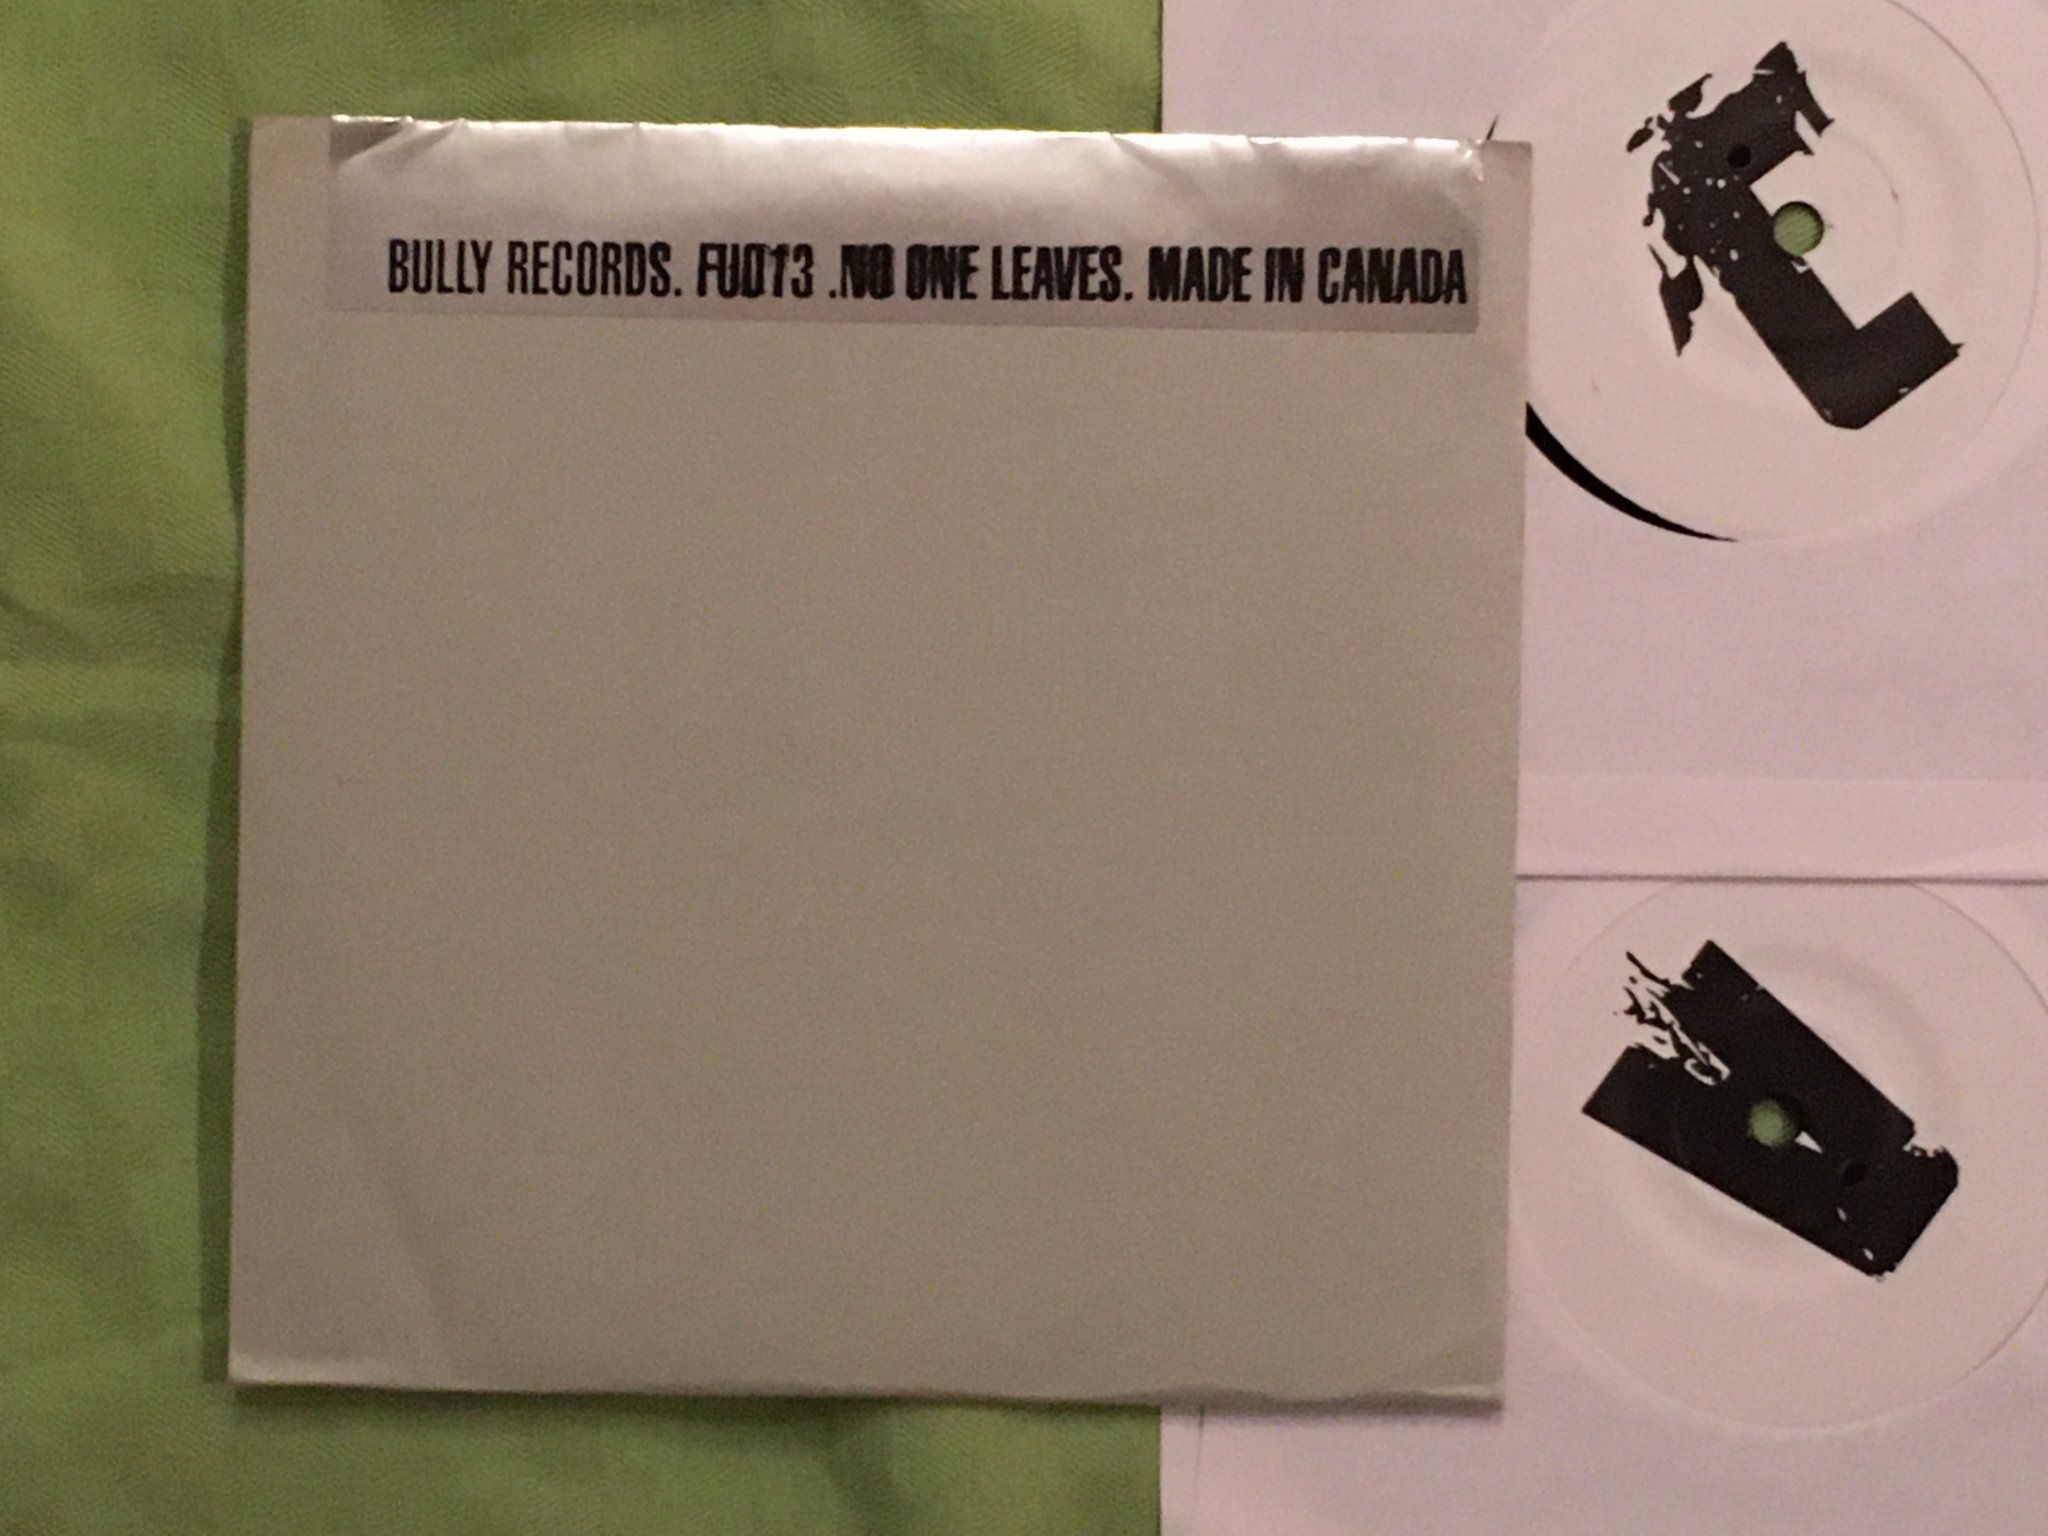 BULLY RECORDS. FU013 .NO ONE LEAVES. MADE IN CANADA